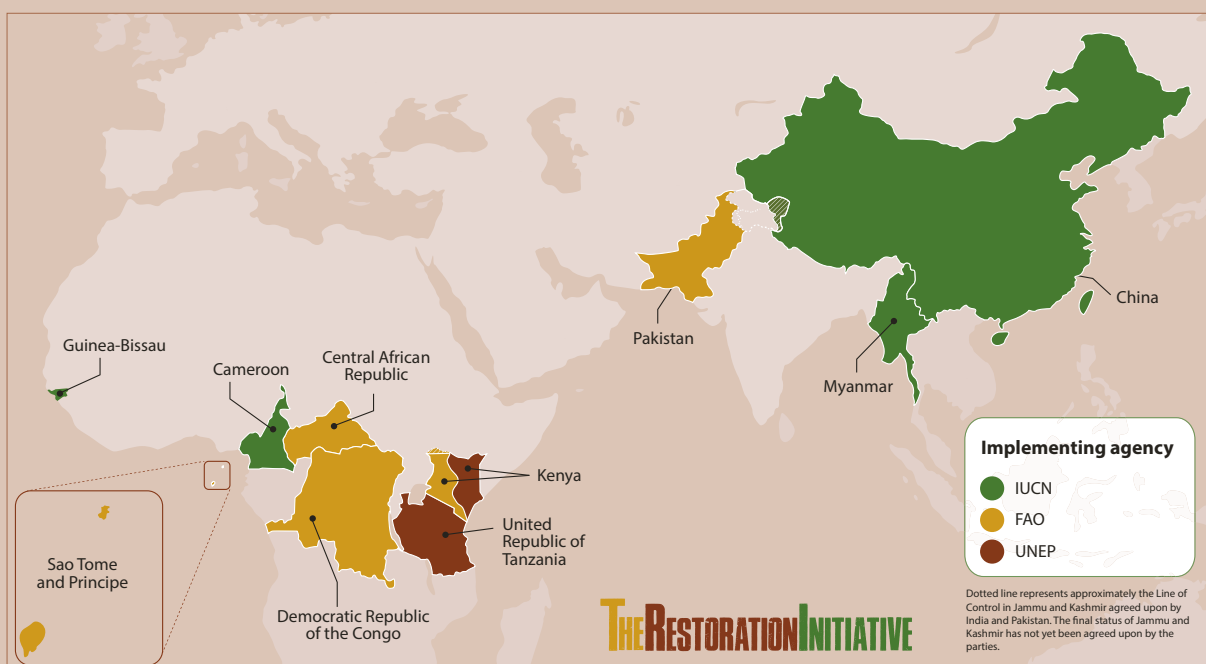 Guinea-Bissau
Cameroon
Central African
Republic
Pakistan
China
Myanmar
Kenya
United
Republic of
Tanzania
Democratic Republic
of the Congo
Sao Tome
and Principe
Implementing agency
IUCN
FAO
UNEP
THERESTORATIONINITIATIVE
Dotted line represents approximately the Line of
Control in Jammu and Kashmir agreed upon by
India and Pakistan. The final status of Jammu and
Kashmir has not yet been agreed upon by the
parties.